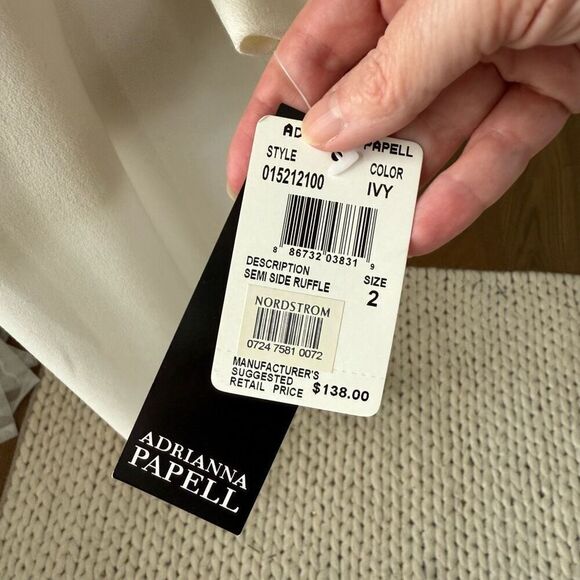 AD PAPELL
STYLE COLOR
015212100 IVY
8 86732 03831 9
DESCRIPTION SIZE
SEMI SIDE RUFFLE 2
NORDSTROM
0724 7581 0072
MANUFACTURER'S
SUGGESTED
RETAIL PRICE $138.00
ADRIANNA
PAPELL